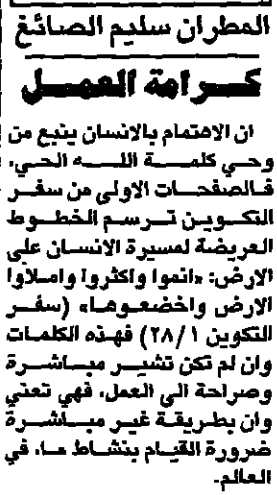 المطران سليم الصائغ
كرامة العمل
ان الاهتمام بالانسان ينبع من
وحي كلمة الله الحي،
فالصفحات الاولى من سفر
التكوين ترسم الخطوط
العريضة لمسيرة الانسان على
الارض: «انموا واكثروا واملاوا
الارض واخضعوها» (سفر
التكوين ٢٨/١) فهذه الكلمات
وان لم تكن تشير مباشرة
وصراحة الى العمل، فهي تعني
وان بطريقة غير مباشرة
ضرورة القيام بنشاط ما، في
العالم.